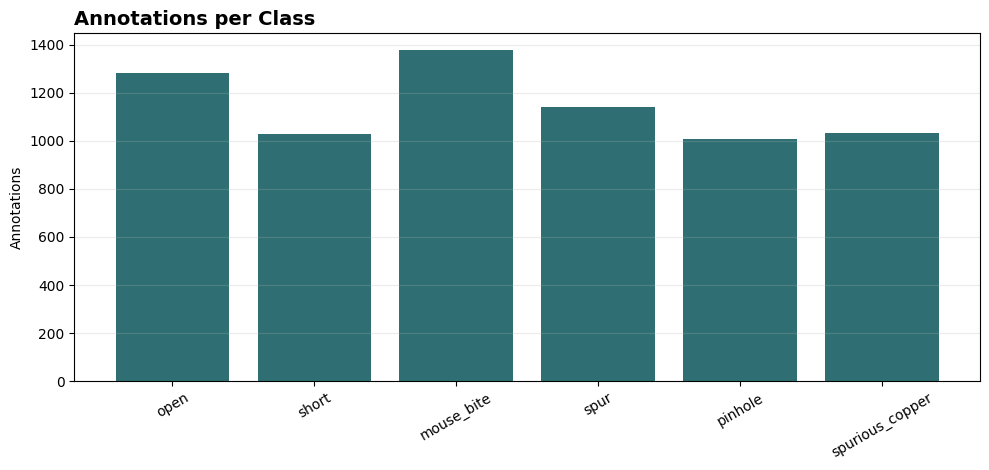 Annotations per Class
Annotations
1400
1200
1000
800
600
400
200
0
open
short
mouse_bite
spur
pinhole
spurious_copper